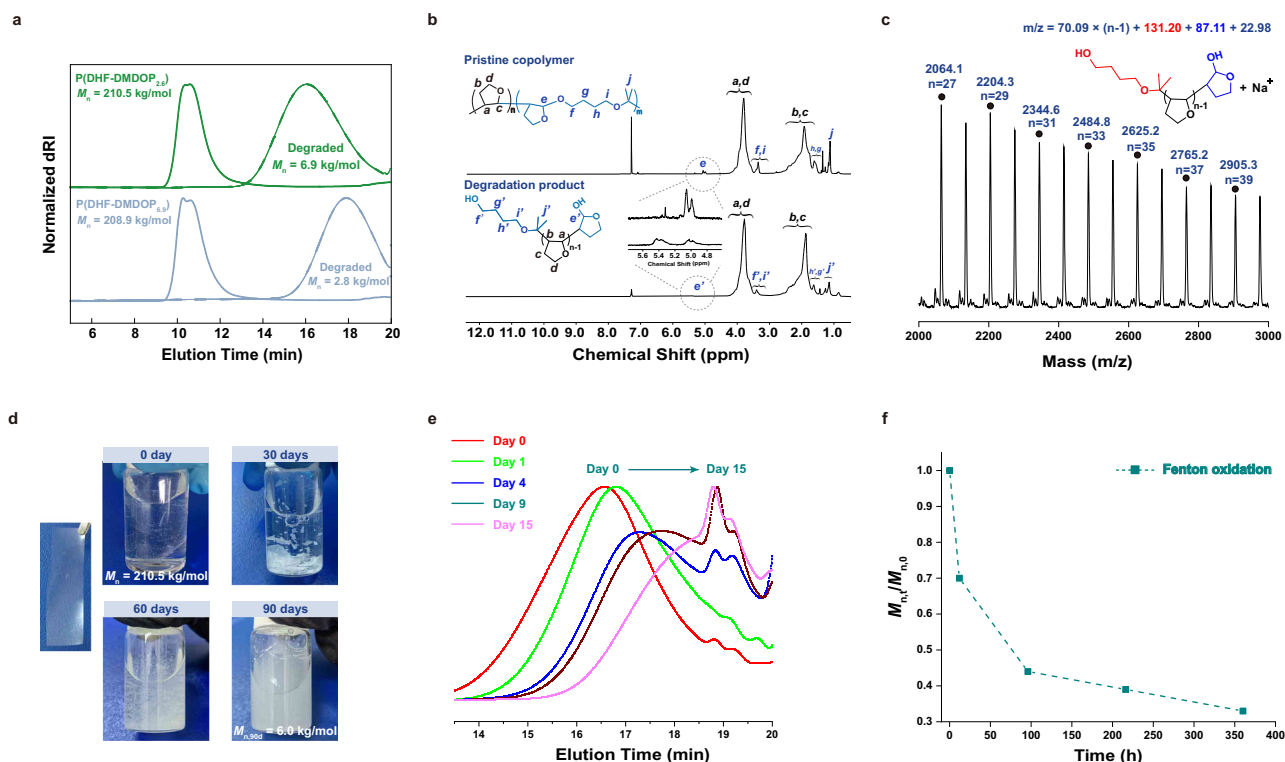 a
P(DHF-DMDOP2.6)
Mn = 210.5 kg/mol
Degraded
Mn = 6.9 kg/mol
P(DHF-DMDOP6.9)
Mn = 208.9 kg/mol
Degraded
Mn = 2.8 kg/mol
Normalized dRI
6 8 10 12 14 16 18 20
Elution Time (min)
b
Pristine copolymer
b d a c n e f g h i j m
a,d
f,i
b,c
h,g
j
e
Degradation product
HO
f' g' h' i' j' O b a c d O n-1 OH e' O
5.6 5.4 5.2 5.0 4.8
Chemical Shift (ppm)
a,d
f',i'
b,c
h',g'
j'
e'
12.0 11.0 10.0 9.0 8.0 7.0 6.0 5.0 4.0 3.0 2.0 1.0
Chemical Shift (ppm)
c
m/z = 70.09 × (n-1) + 131.20 + 87.11 + 22.98
HO
OH
O
n-1
+ Na+
2064.1
n=27
2204.3
n=29
2344.6
n=31
2484.8
n=33
2625.2
n=35
2765.2
n=37
2905.3
n=39
2000 2200 2400 2600 2800 3000
Mass (m/z)
d
0 day
30 days
Mn = 210.5 kg/mol
60 days
90 days
Mn,90d = 6.0 kg/mol
e
Day 0
Day 1
Day 4
Day 9
Day 15
Day 0 → Day 15
14 15 16 17 18 19 20
Elution Time (min)
f
Fenton oxidation
Mn,t/Mn,0
1.0
0.9
0.8
0.7
0.6
0.5
0.4
0.3
0 50 100 150 200 250 300 350 400
Time (h)